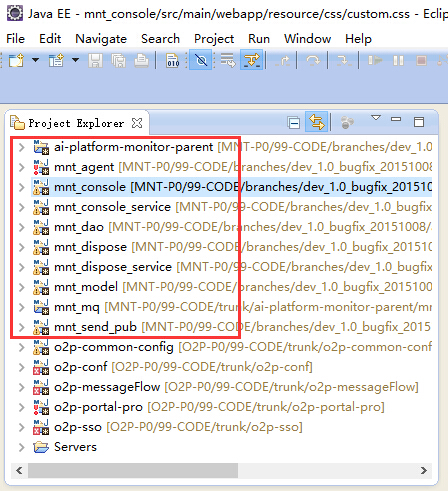 Java EE - mnt_console/src/main/webapp/resource/css/custom.css - Eclip
File Edit Navigate Search Project Run Window Help
010
Project Explorer
ai-platform-monitor-parent [MNT-P0/99-CODE/branches/dev_1.0
mnt_agent [MNT-P0/99-CODE/branches/dev_1.0_bugfix_2015100
mnt_console [MNT-P0/99-CODE/branches/dev_1.0_bugfix_201510
mnt_console_service [MNT-P0/99-CODE/branches/dev_1.0_bugfix
mnt_dao [MNT-P0/99-CODE/branches/dev_1.0_bugfix_20151008/
mnt_dispose [MNT-P0/99-CODE/branches/dev_1.0_bugfix_201510
mnt_dispose_service [MNT-P0/99-CODE/branches/dev_1.0_bugfix
mnt_model [MNT-P0/99-CODE/branches/dev_1.0_bugfix_2015100
mnt_mq [MNT-P0/99-CODE/trunk/ai-platform-monitor-parent/mr
mnt_send_pub [MNT-P0/99-CODE/branches/dev_1.0_bugfix_2015
o2p-common-config [O2P-P0/99-CODE/trunk/o2p-common-conf
o2p-conf [O2P-P0/99-CODE/trunk/o2p-conf]
o2p-messageFlow [O2P-P0/99-CODE/trunk/o2p-messageFlow]
o2p-portal-pro [O2P-P0/99-CODE/trunk/o2p-portal-pro]
o2p-sso [O2P-P0/99-CODE/trunk/o2p-sso]
Servers